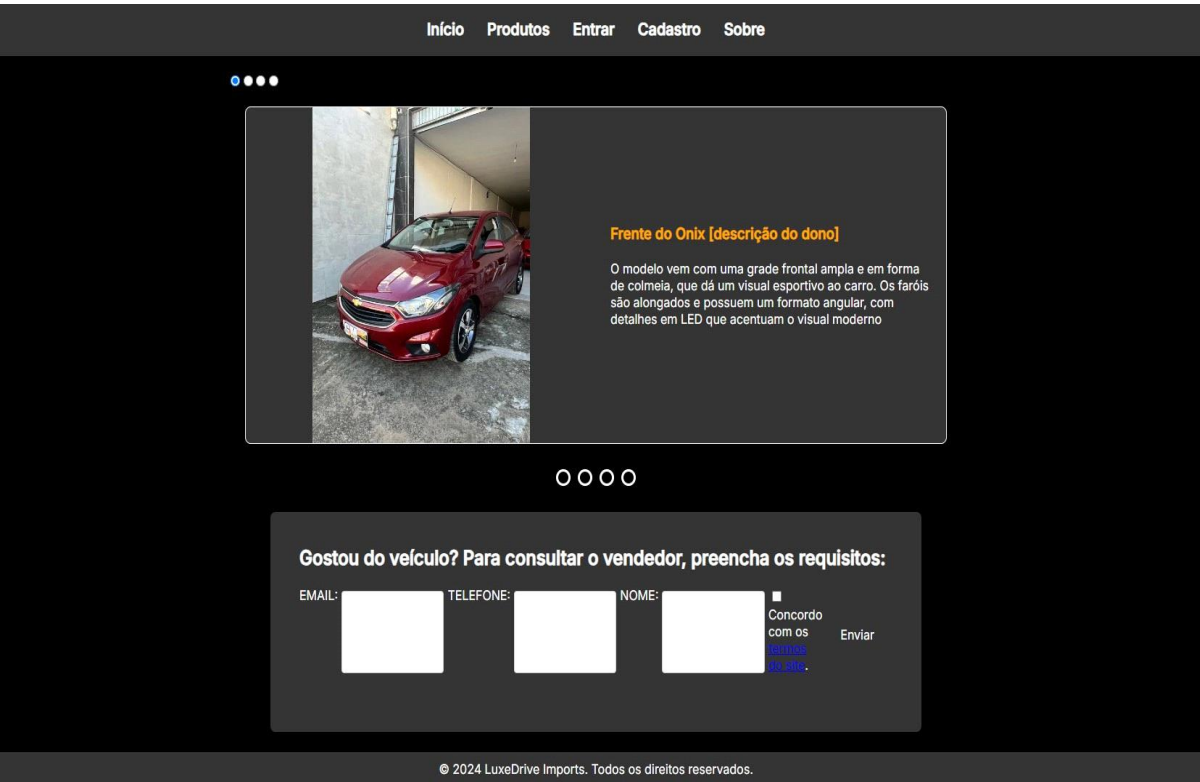 Início Produtos Entrar Cadastro Sobre
Frente do Onix [descrição do dono]
O modelo vem com uma grade frontal ampla e em forma
de colmeia, que dá um visual esportivo ao carro. Os faróis
são alongados e possuem um formato angular, com
detalhes em LED que acentuam o visual moderno
Gostou do veículo? Para consultar o vendedor, preencha os requisitos:
EMAIL: TELEFONE: NOME:
Concordo
com os
termos
do site.
Enviar
© 2024 LuxeDrive Imports. Todos os direitos reservados.